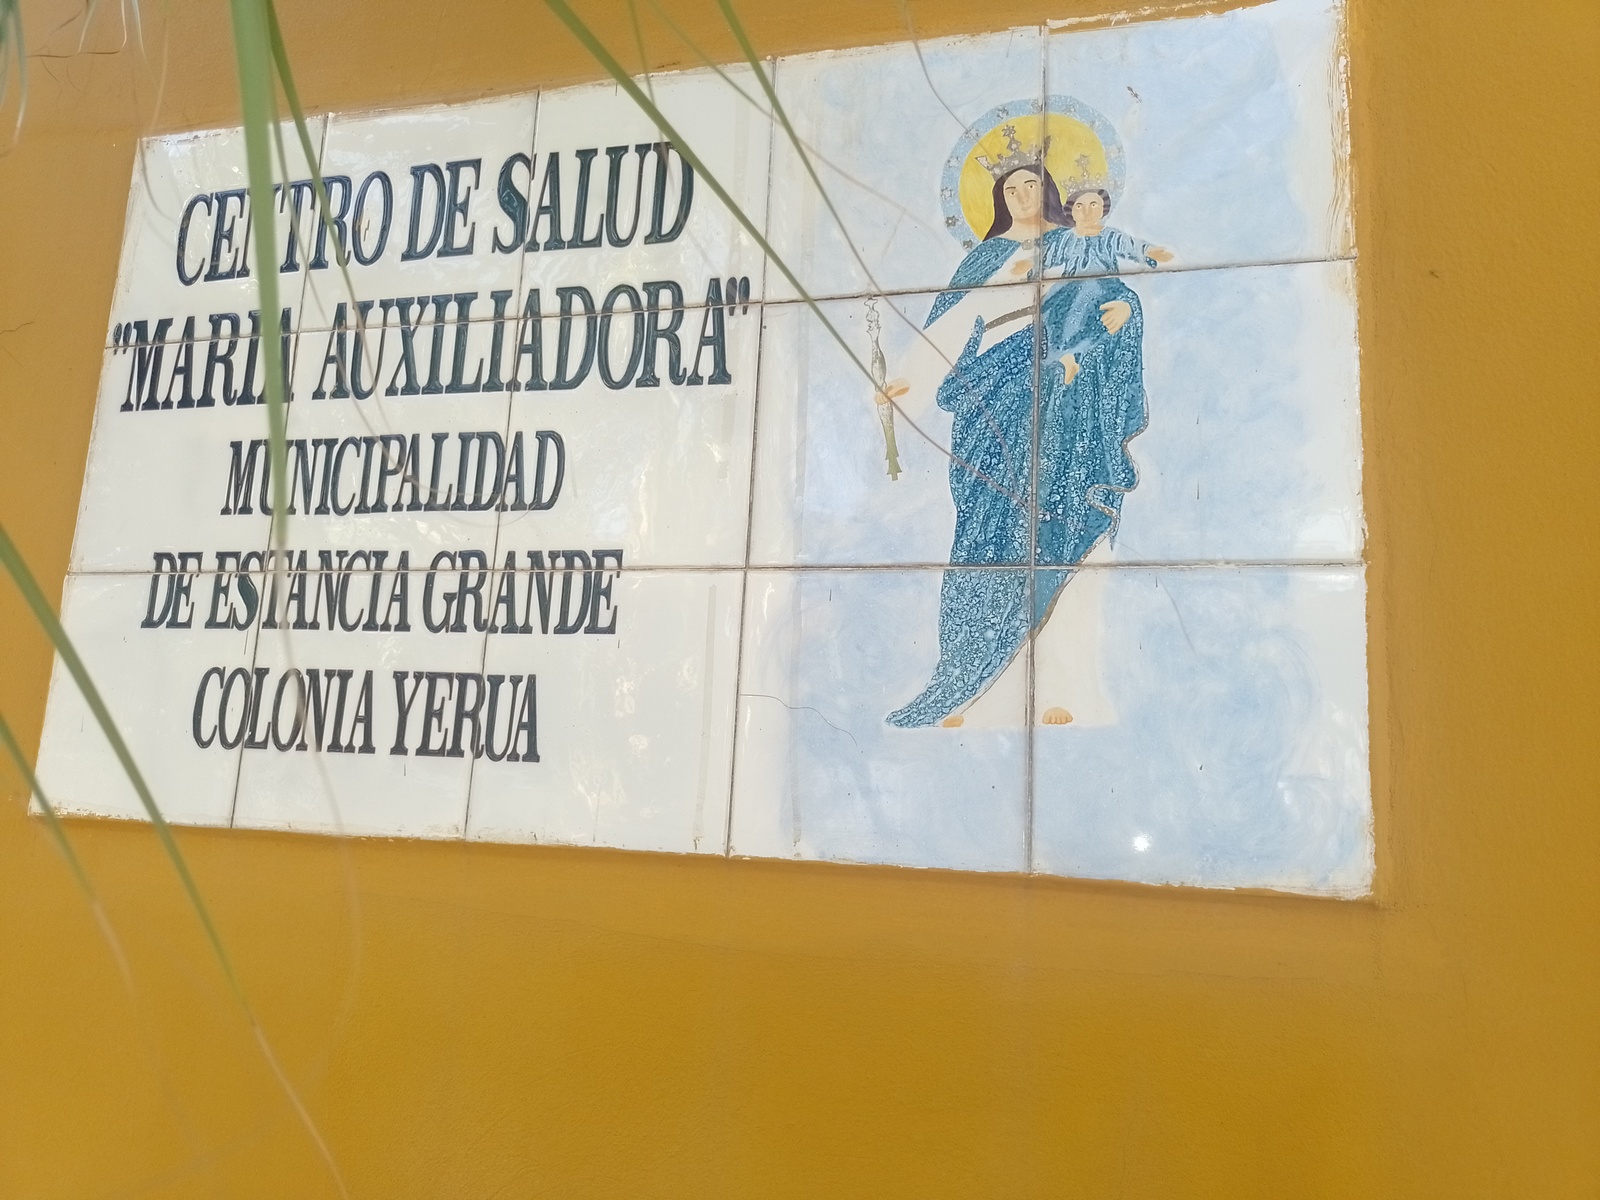 CENTRO DE SALUD
"MARIA AUXILIADORA"
MUNICIPALIDAD
DE ESTANCIA GRANDE
COLONIA YERUA